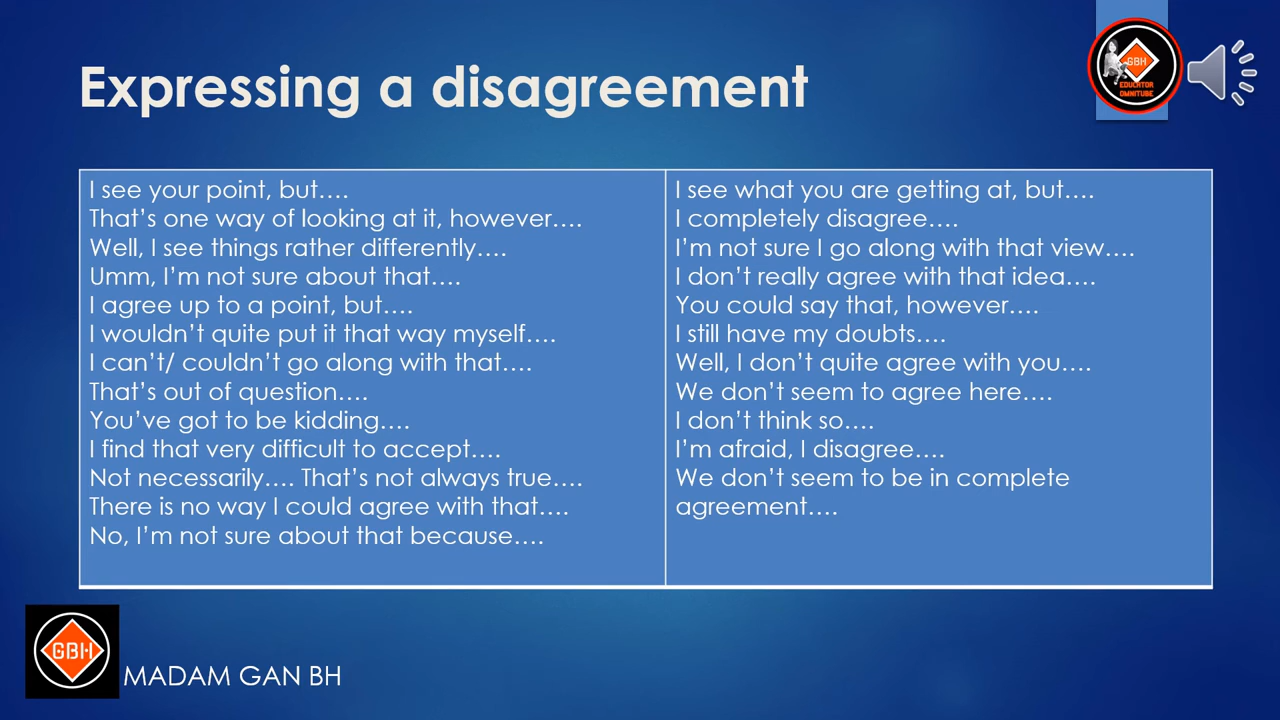 Expressing a disagreement
GBH
EDUCATOR
OMNITUBE
I see your point, but….
That’s one way of looking at it, however….
Well, I see things rather differently….
Umm, I’m not sure about that….
I agree up to a point, but….
I wouldn’t quite put it that way myself….
I can’t/ couldn’t go along with that….
That’s out of question….
You’ve got to be kidding….
I find that very difficult to accept….
Not necessarily…. That’s not always true….
There is no way I could agree with that….
No, I’m not sure about that because….
I see what you are getting at, but….
I completely disagree….
I’m not sure I go along with that view….
I don’t really agree with that idea….
You could say that, however….
I still have my doubts….
Well, I don’t quite agree with you….
We don’t seem to agree here….
I don’t think so….
I’m afraid, I disagree….
We don’t seem to be in complete
agreement….
GBH
MADAM GAN BH